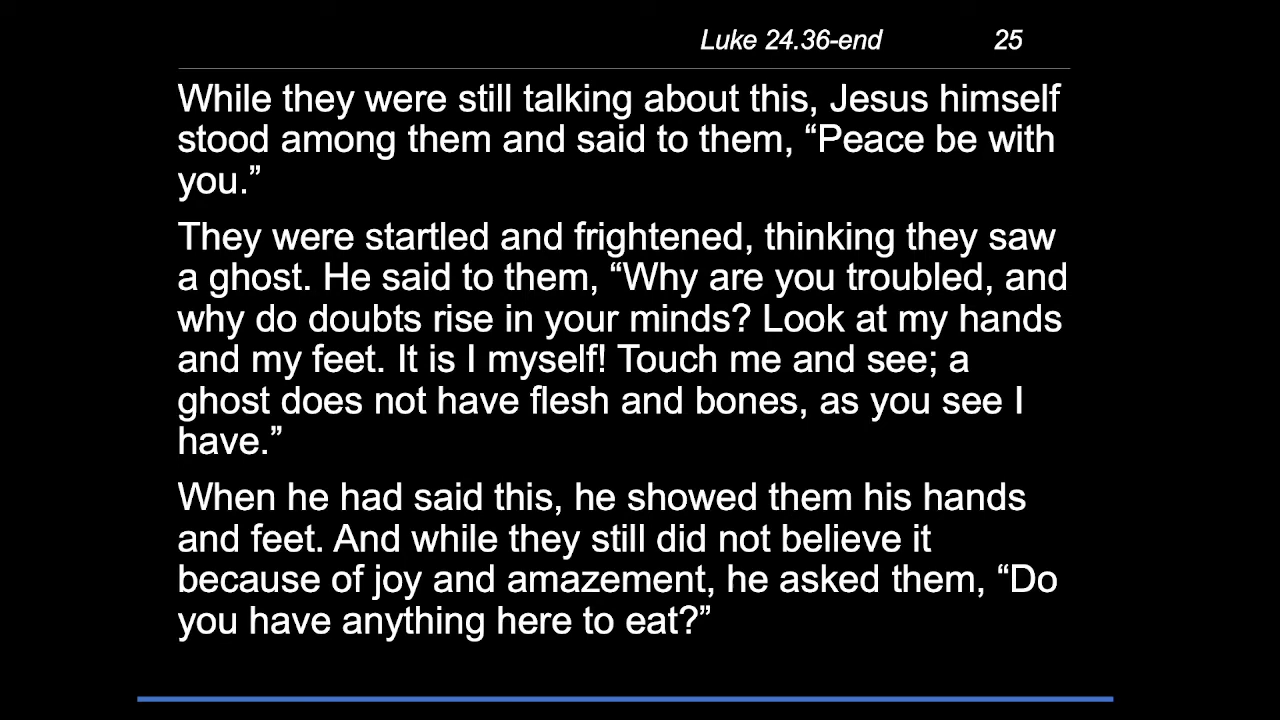 Luke 24.36-end 25
While they were still talking about this, Jesus himself
stood among them and said to them, “Peace be with
you.”
They were startled and frightened, thinking they saw
a ghost. He said to them, “Why are you troubled, and
why do doubts rise in your minds? Look at my hands
and my feet. It is I myself! Touch me and see; a
ghost does not have flesh and bones, as you see I
have.”
When he had said this, he showed them his hands
and feet. And while they still did not believe it
because of joy and amazement, he asked them, “Do
you have anything here to eat?”